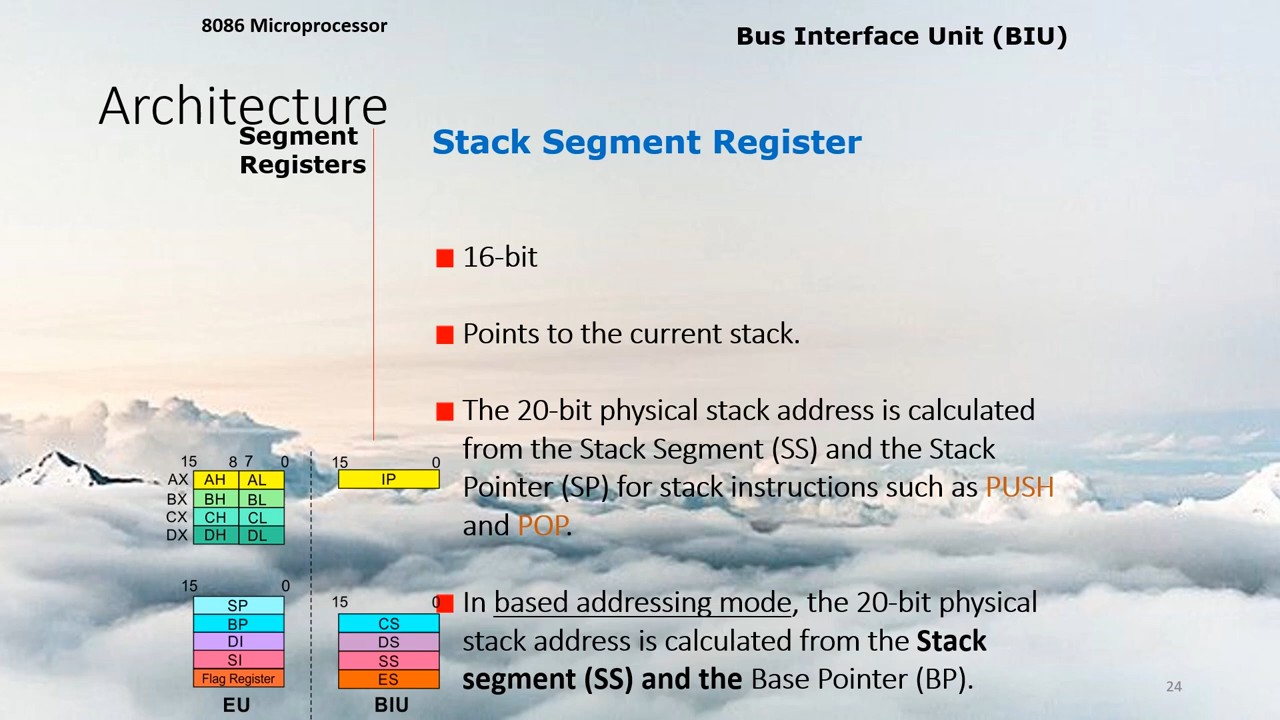 8086 Microprocessor
Bus Interface Unit (BIU)
Architecture
Segment
Registers
Stack Segment Register
16-bit
Points to the current stack.
The 20-bit physical stack address is calculated
from the Stack Segment (SS) and the Stack
Pointer (SP) for stack instructions such as PUSH
and POP.
In based addressing mode, the 20-bit physical
stack address is calculated from the Stack
segment (SS) and the Base Pointer (BP).
15 8 7 0
AX AH AL
BX BH BL
CX CH CL
DX DH DL
15 0
IP
15 0
SP
BP
DI
SI
Flag Register
EU
15 0
CS
DS
SS
ES
BIU
24